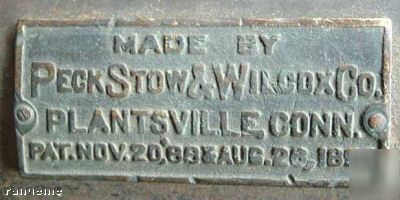 MADE BY
PECK STOW & WILCOX CO.
PLANTSVILLE, CONN.
PAT. NOV. 20, 83 & AUG. 26, 18